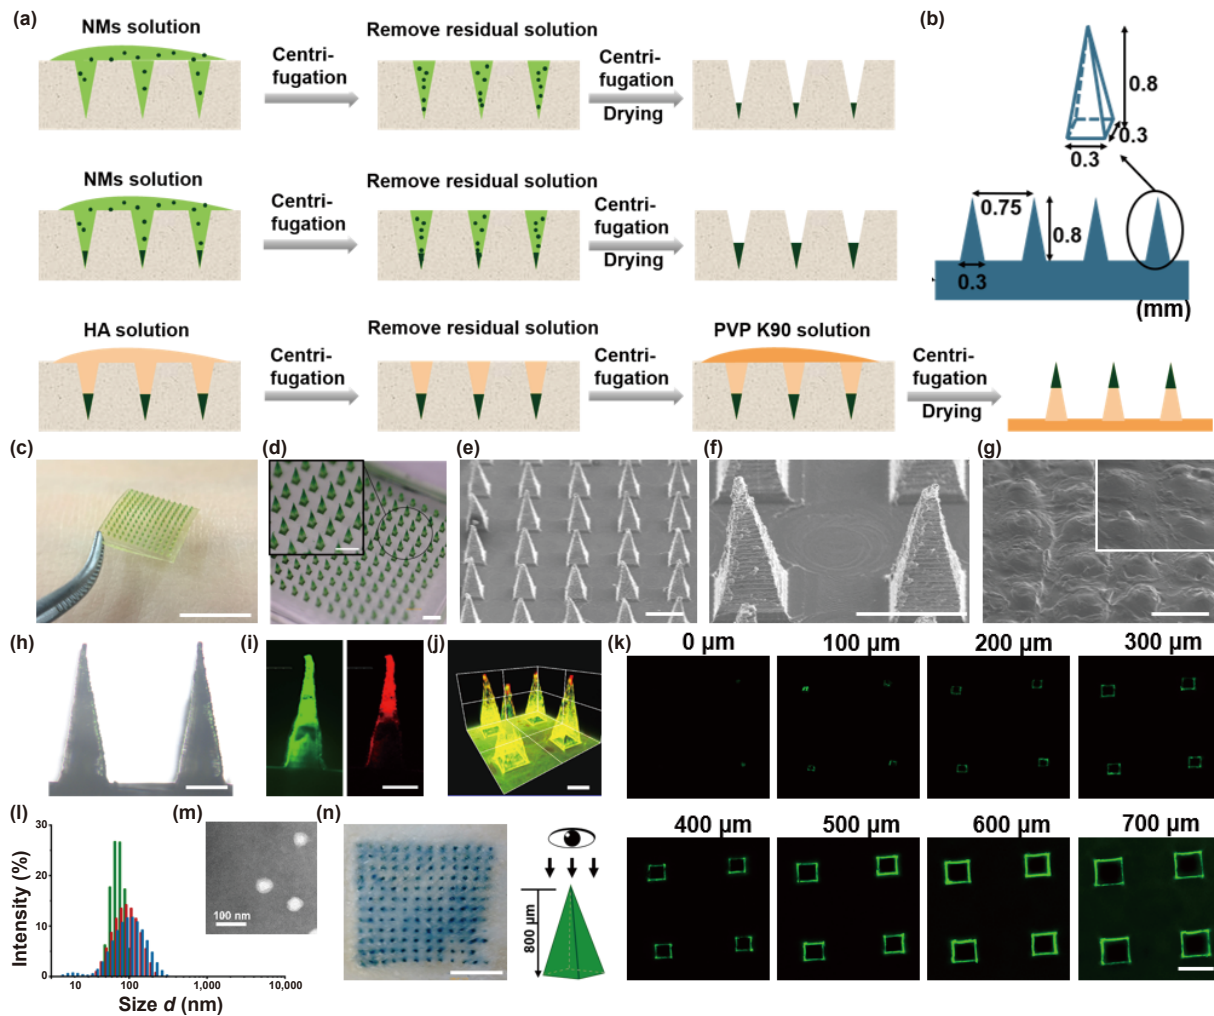 (a)
NMs solution
Centri-
fugation
Remove residual solution
Centri-
fugation
Drying
NMs solution
Centri-
fugation
Remove residual solution
Centri-
fugation
Drying
HA solution
Centri-
fugation
Remove residual solution
Centri-
fugation
PVP K90 solution
Centri-
fugation
Drying
(b)
0.8
0.3
0.3
0.75
0.8
0.3
(mm)
(c)
(d)
(e)
(f)
(g)
(h)
(i)
(j)
(k)
0 µm
100 µm
200 µm
300 µm
400 µm
500 µm
600 µm
700 µm
(l)
30
20
10
0
Intensity (%)
10
100
1,000
10,000
Size d (nm)
(m)
100 nm
(n)
800 µm